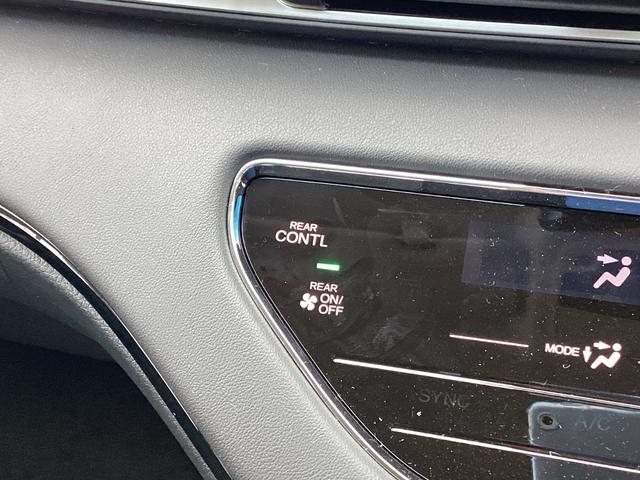 REAR
CONTL
REAR
ON/
OFF
MODE
SYNC
A/C